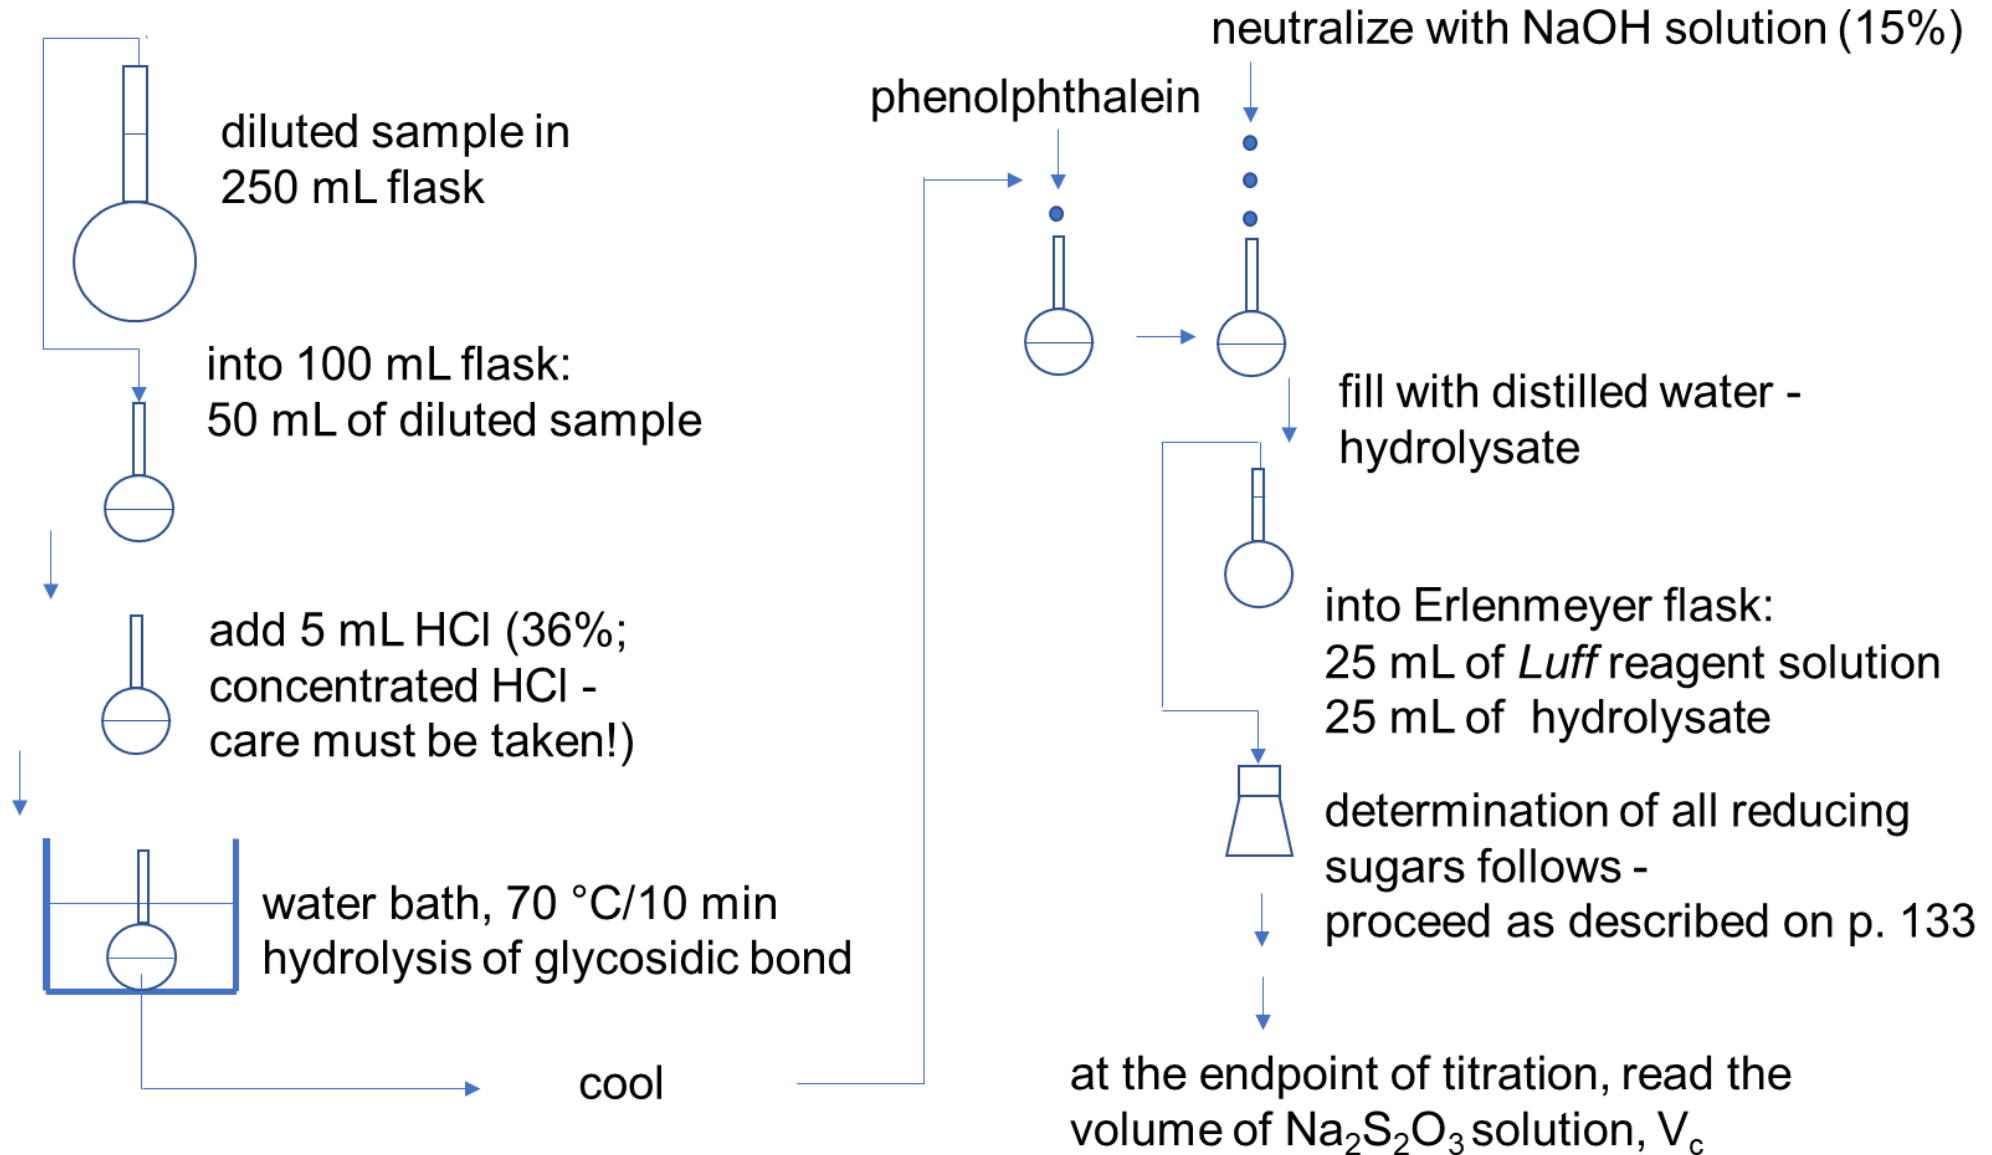 diluted sample in
250 mL flask
into 100 mL flask:
50 mL of diluted sample
add 5 mL HCl (36%;
concentrated HCl -
care must be taken!)
water bath, 70 °C/10 min
hydrolysis of glycosidic bond
cool
phenolphthalein
neutralize with NaOH solution (15%)
fill with distilled water -
hydrolysate
into Erlenmeyer flask:
25 mL of Luff reagent solution
25 mL of hydrolysate
determination of all reducing
sugars follows -
proceed as described on p. 133
at the endpoint of titration, read the
volume of Na₂S₂O₃ solution, Vc